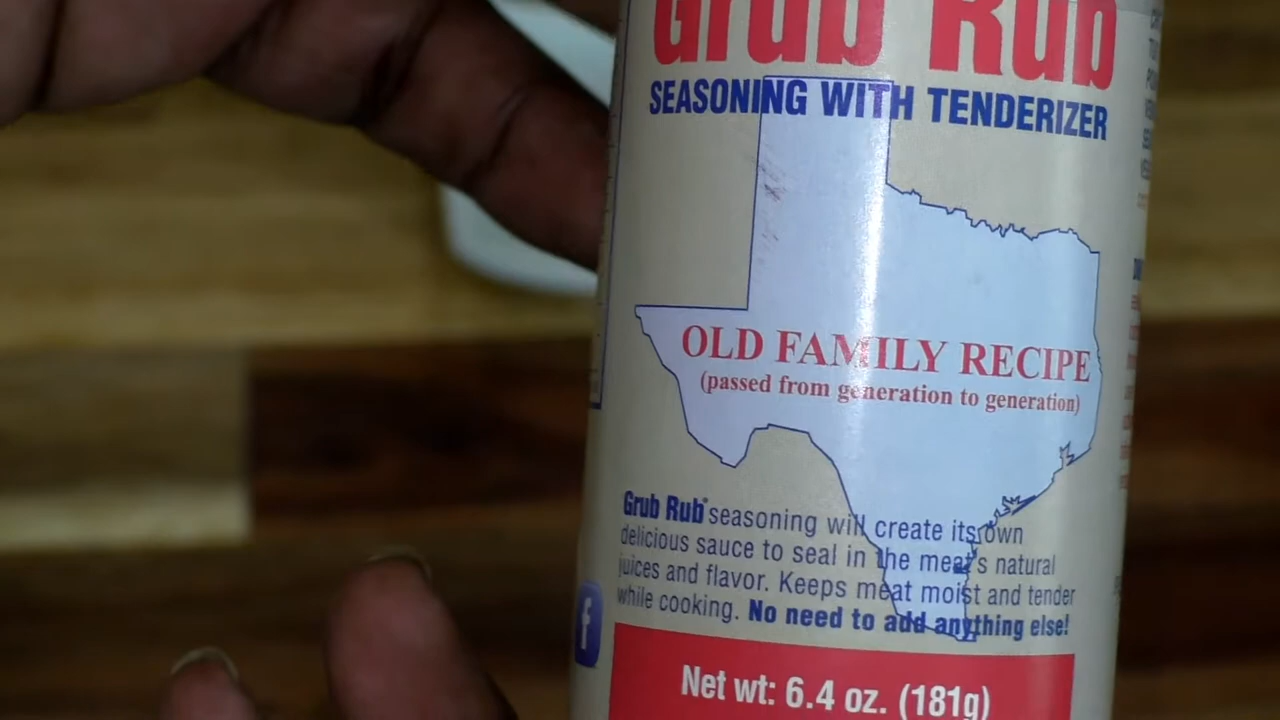 Grub Rub
SEASONING WITH TENDERIZER
OLD FAMILY RECIPE
(passed from generation to generation)
Grub Rub® seasoning will create its own
delicious sauce to seal in the meat's natural
juices and flavor. Keeps meat moist and tender
while cooking. No need to add anything else!
f
Net wt: 6.4 oz. (181g)